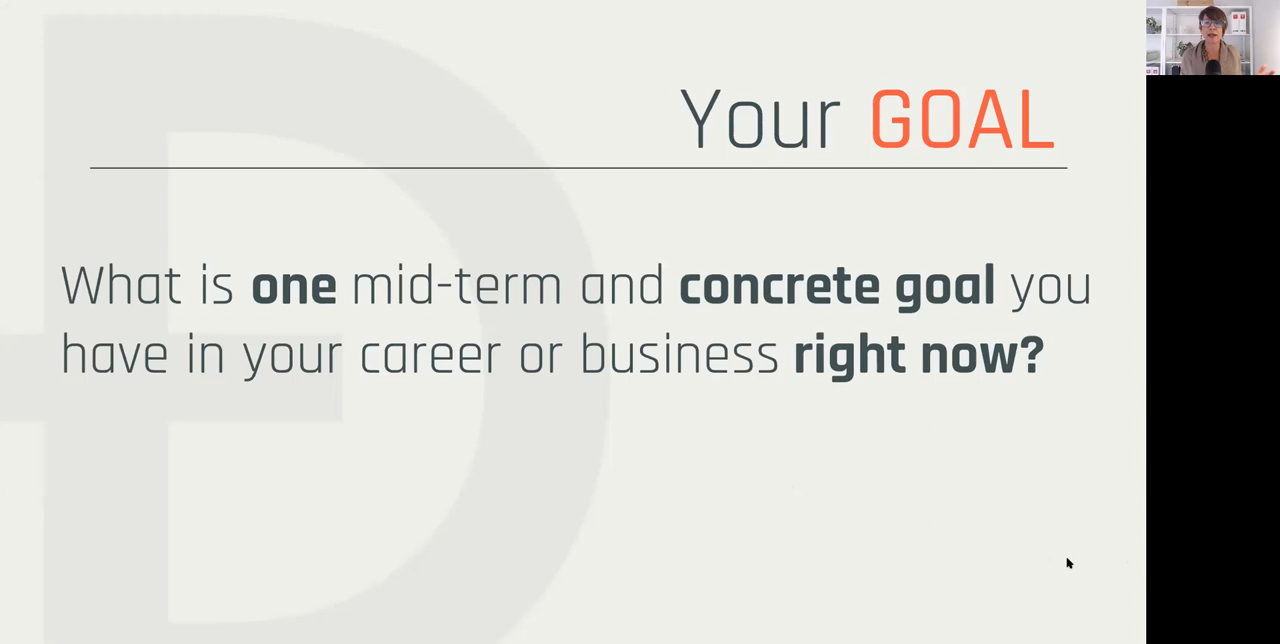 Your GOAL
What is one mid-term and concrete goal you
have in your career or business right now?